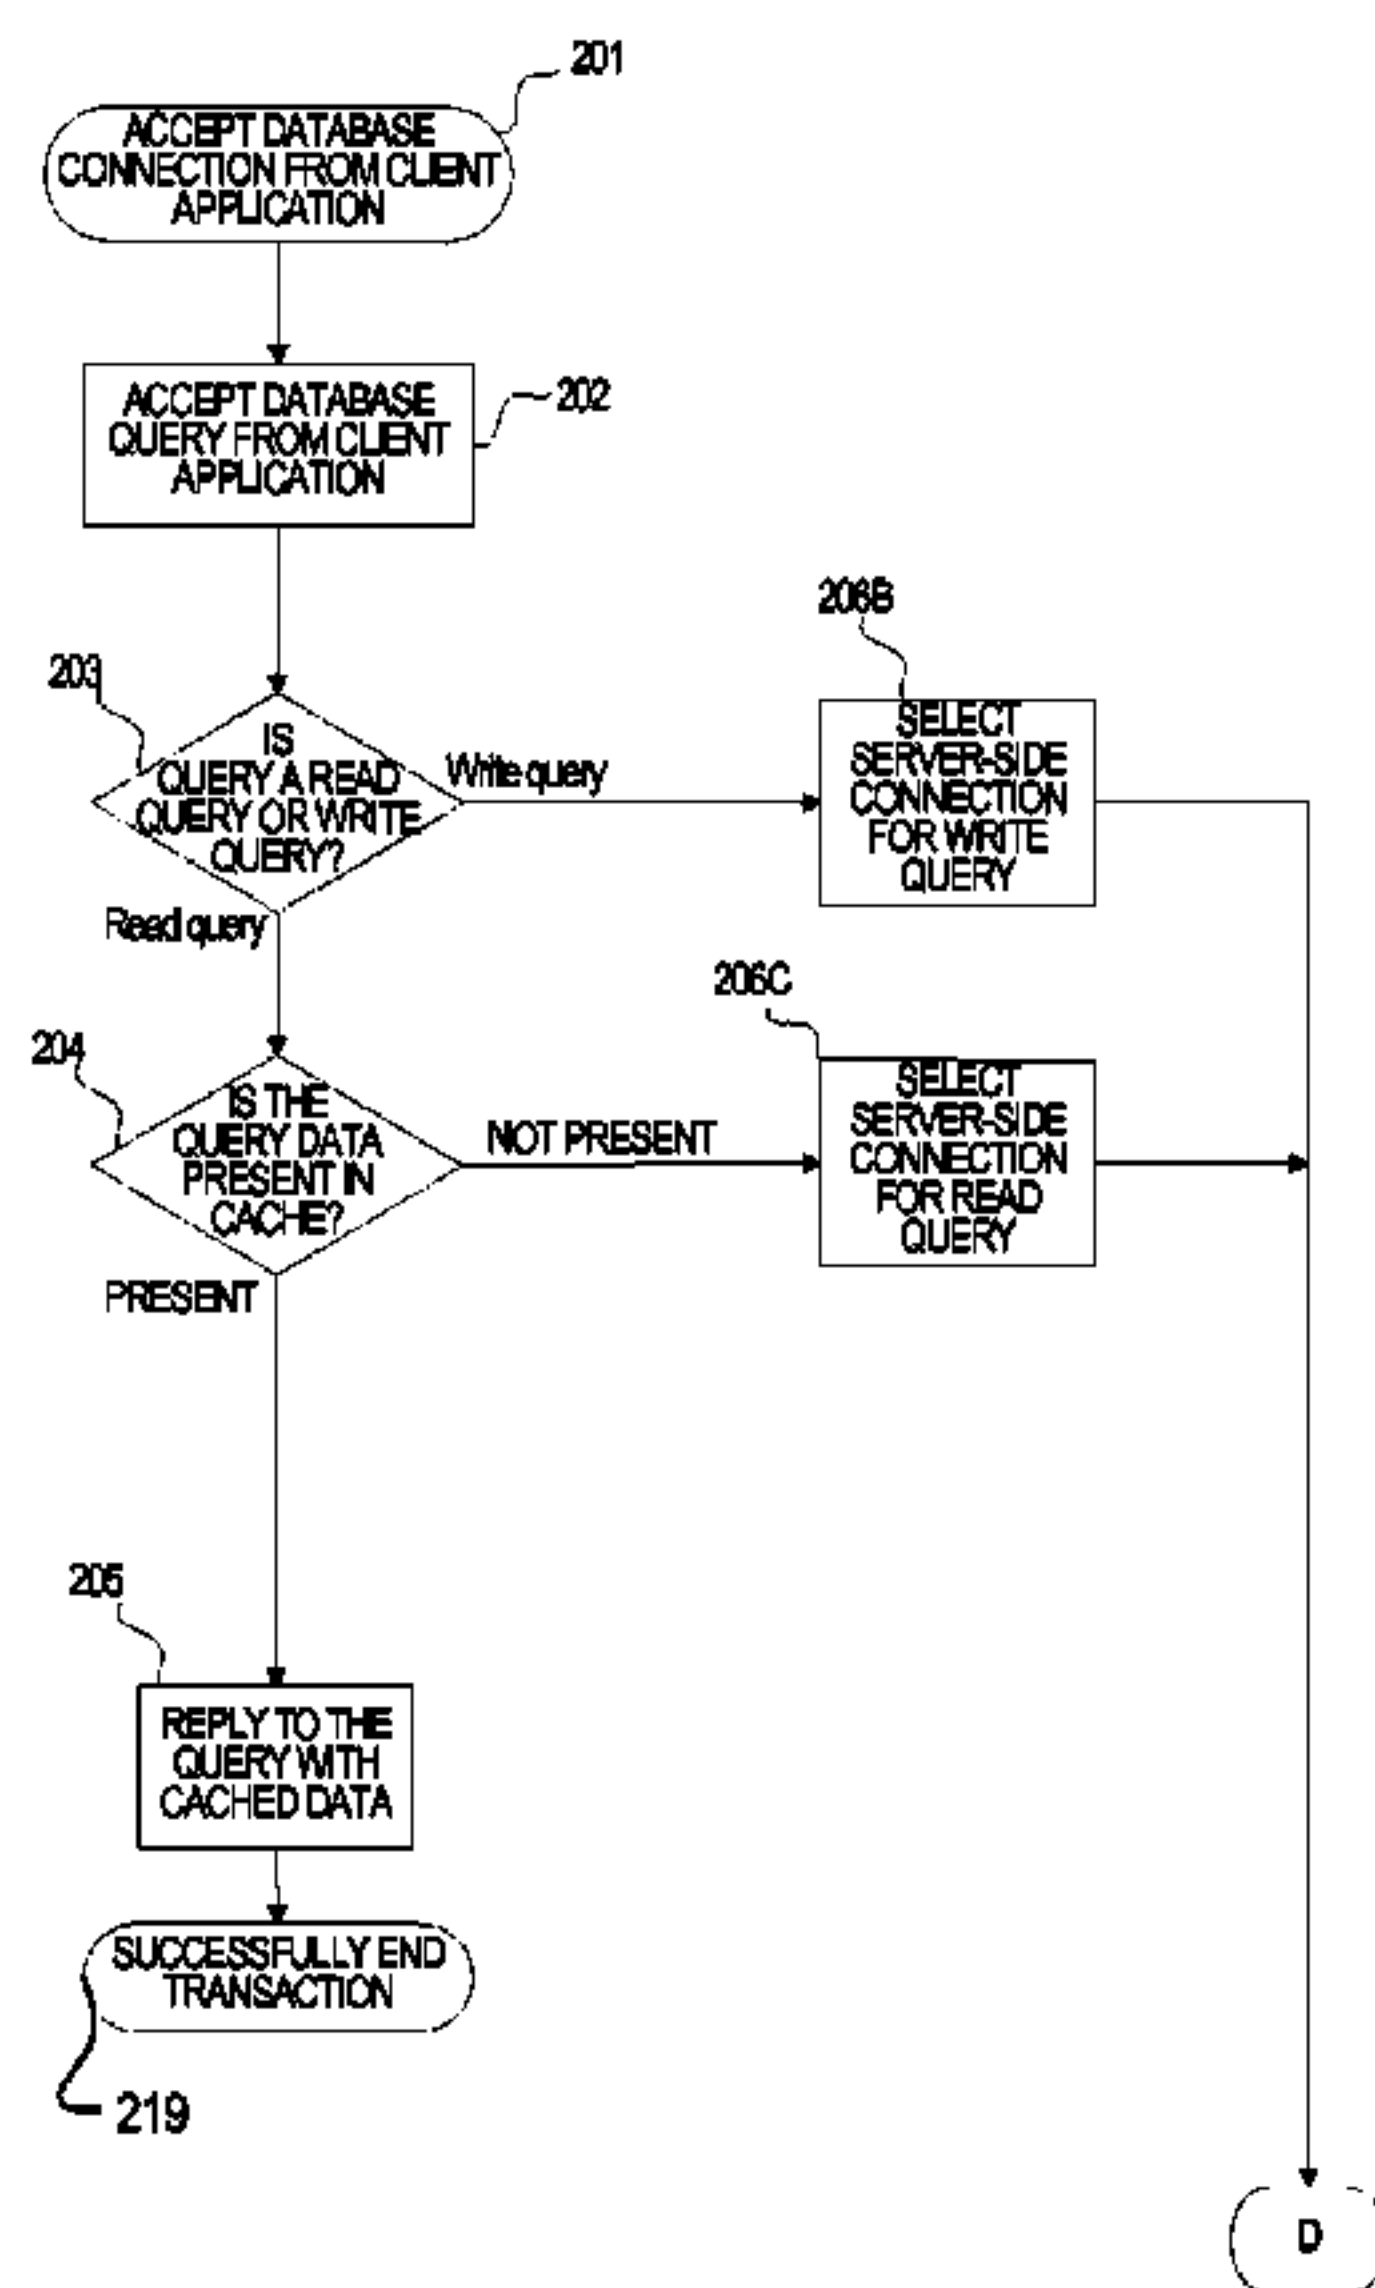 201
ACCEPT DATABASE
CONNECTION FROM CLIENT
APPLICATION
ACCEPT DATABASE
QUERY FROM CLIENT
APPLICATION
202
203
IS
QUERY A READ
QUERY OR WRITE
QUERY?
Write query
Read query
206B
SELECT
SERVER-SIDE
CONNECTION
FOR WRITE
QUERY
204
IS THE
QUERY DATA
PRESENT IN
CACHE?
NOT PRESENT
PRESENT
206C
SELECT
SERVER-SIDE
CONNECTION
FOR READ
QUERY
205
REPLY TO THE
QUERY WITH
CACHED DATA
SUCCESSFULLY END
TRANSACTION
219
D